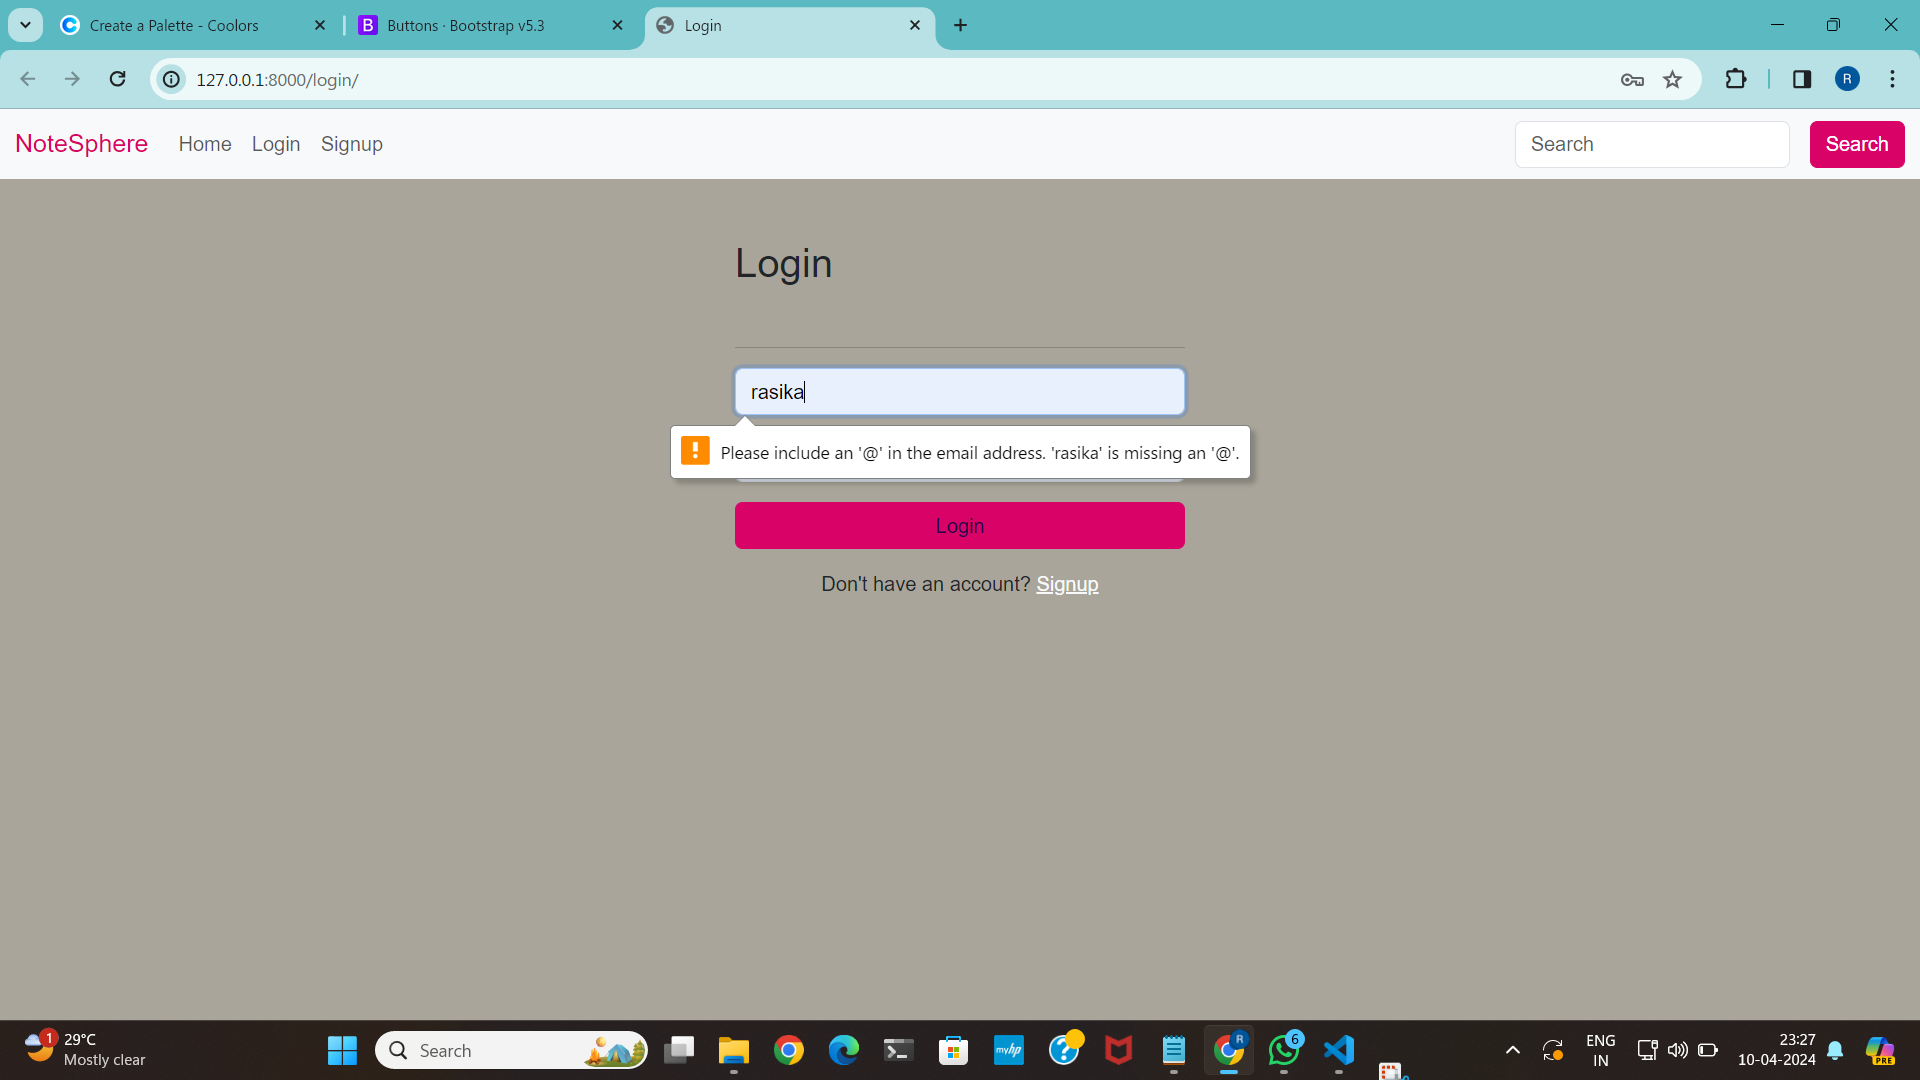 Create a Palette - Coolors
B Buttons · Bootstrap v5.3
Login
127.0.0.1:8000/login/
R
NoteSphere Home Login Signup
Search Search
Login
rasika
Please include an '@' in the email address. 'rasika' is missing an '@'.
Login
Don't have an account? Signup
1 29°C
Mostly clear
Search
myhp
R
6
ENG
IN
23:27
10-04-2024
PRE